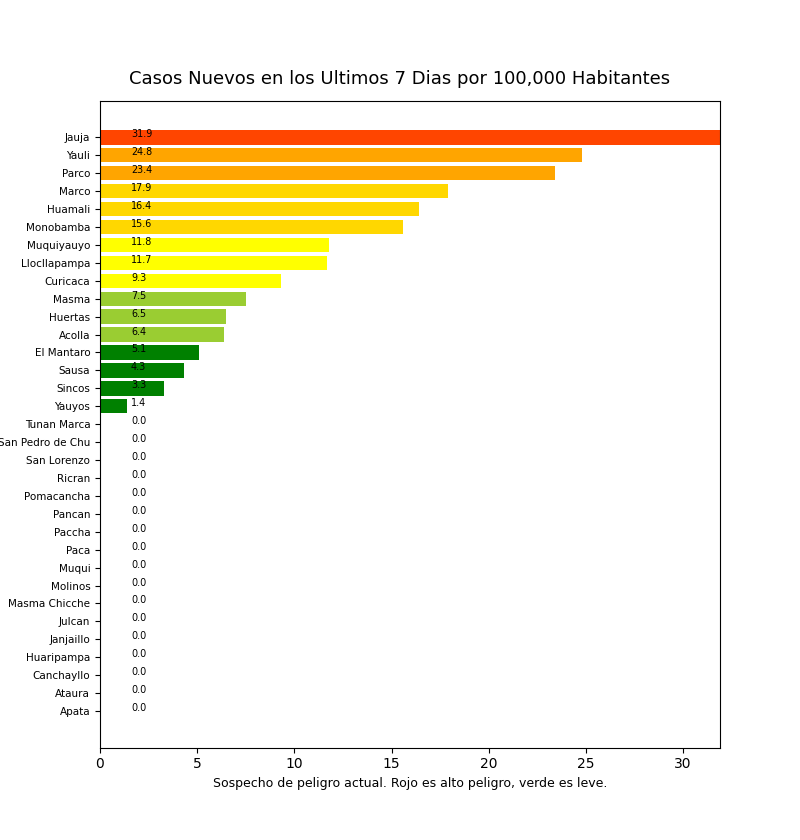 Casos Nuevos en los Ultimos 7 Dias por 100,000 Habitantes
Jauja 31.9
Yauli 24.8
Parco 23.4
Marco 17.9
Huamali 16.4
Monobamba 15.6
Muquiyauyo 11.8
Llocllapampa 11.7
Curicaca 9.3
Masma 7.5
Huertas 6.5
Acolla 6.4
El Mantaro 5.1
Sausa 4.3
Sincos 3.3
Yauyos 1.4
Tunan Marca 0.0
San Pedro de Chu 0.0
San Lorenzo 0.0
Ricran 0.0
Pomacancha 0.0
Pancan 0.0
Paccha 0.0
Paca 0.0
Muqui 0.0
Molinos 0.0
Masma Chicche 0.0
Julcan 0.0
Janjaillo 0.0
Huaripampa 0.0
Canchayllo 0.0
Ataura 0.0
Apata 0.0
0 5 10 15 20 25 30
Sospecho de peligro actual. Rojo es alto peligro, verde es leve.